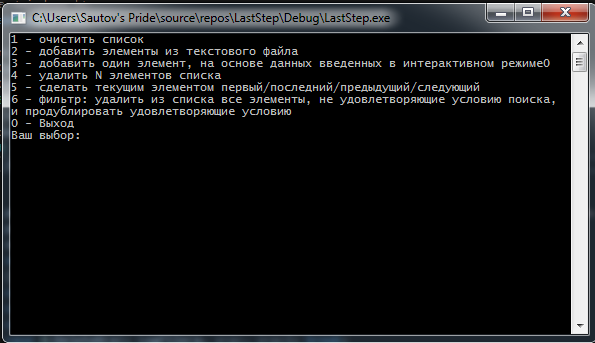 C:\Users\Sautov's Pride\source\repos\LastStep\Debug\LastStep.exe
1 - очистить список
2 - добавить элементы из текстового файла
3 - добавить один элемент, на основе данных введенных в интерактивном режиме0
4 - удалить N элементов списка
5 - сделать текущим элементом первый/последний/предыдущий/следующий
6 - фильтр: удалить из списка все элементы, не удовлетворяющие условию поиска,
и продублировать удовлетворяющие условию
0 - Выход
Ваш выбор: